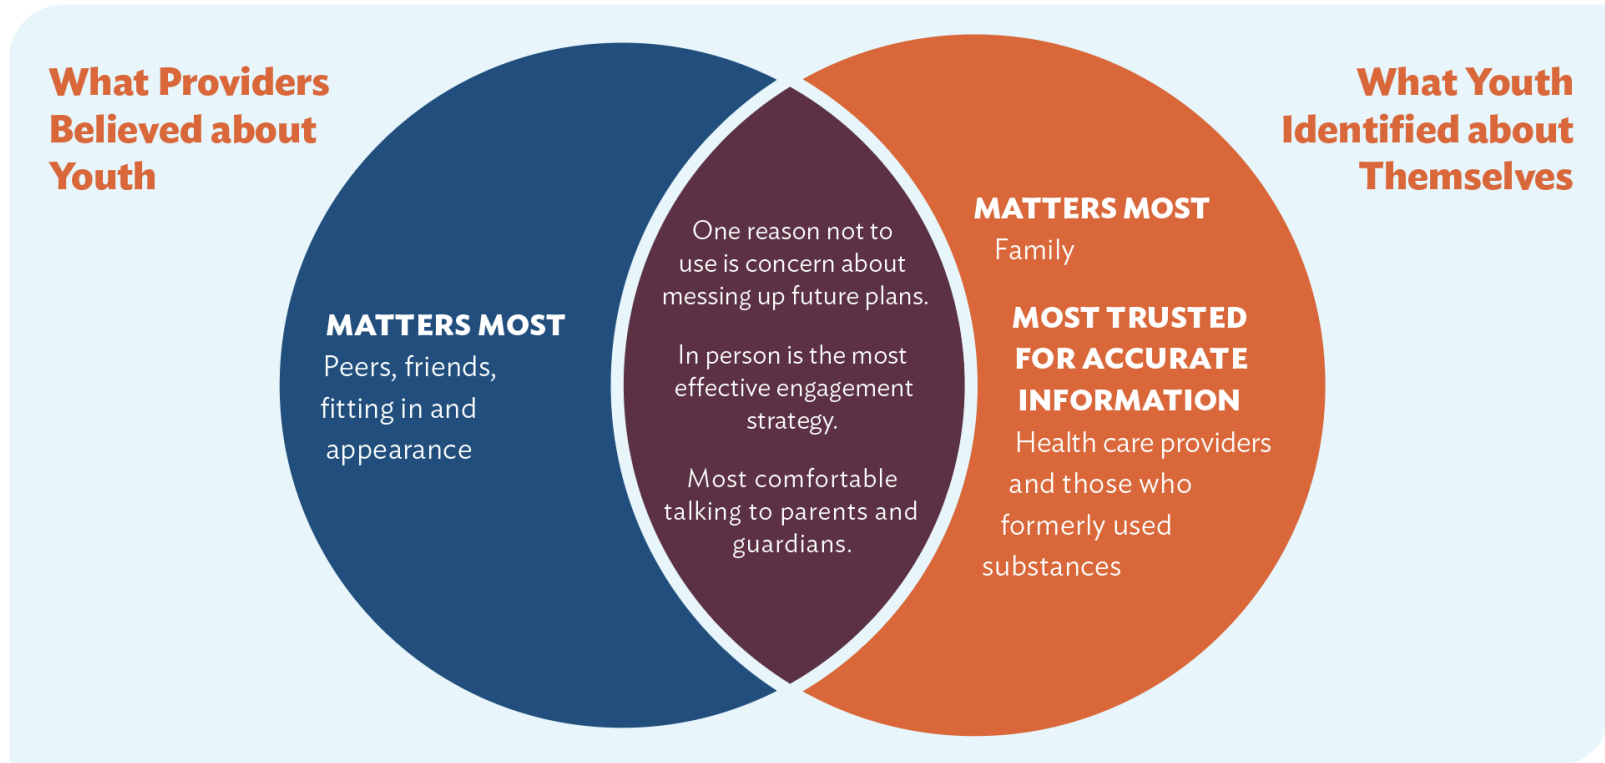 What Providers
Believed about
Youth
What Youth
Identified about
Themselves
MATTERS MOST
Peers, friends,
fitting in and
appearance
One reason not to
use is concern about
messing up future plans.
In person is the most
effective engagement
strategy.
Most comfortable
talking to parents and
guardians.
MATTERS MOST
Family
MOST TRUSTED
FOR ACCURATE
INFORMATION
Health care providers
and those who
formerly used
substances